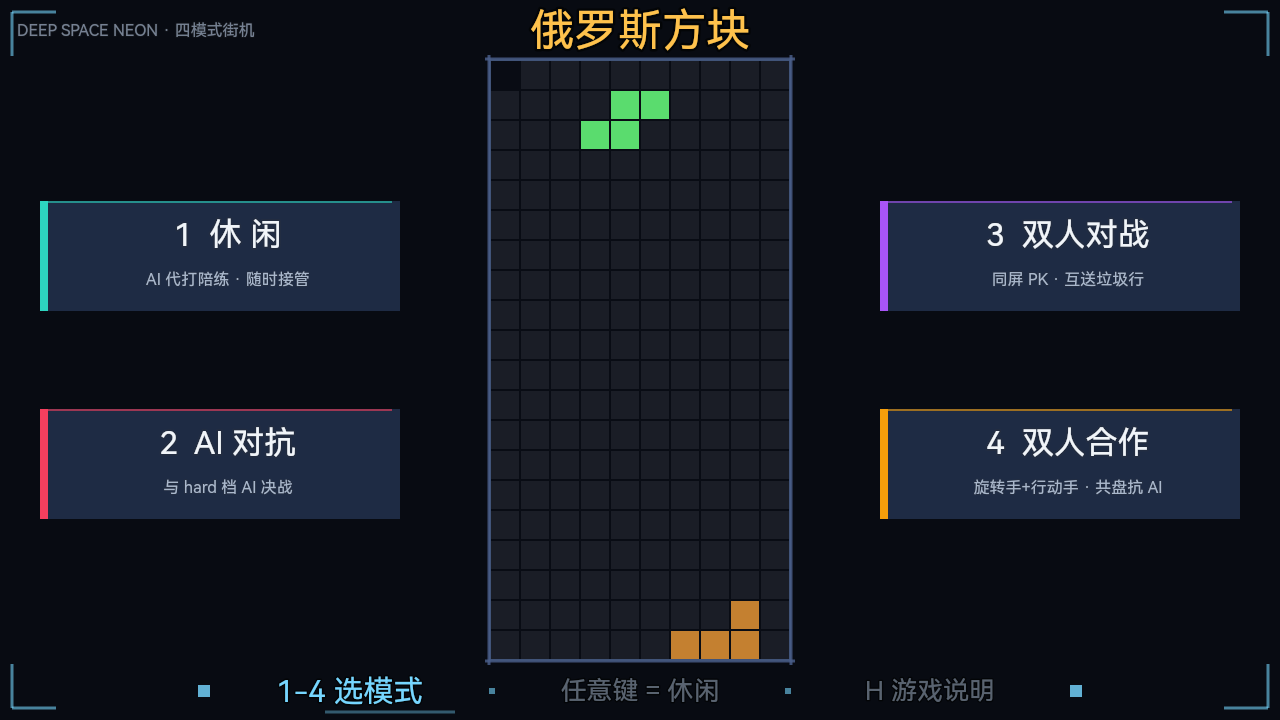 DEEP SPACE NEON · 四模式街机
俄罗斯方块
1 休 闲
AI 代打陪练 · 随时接管
2 AI 对抗
与 hard 档 AI 决战
3 双人对战
同屏 PK · 互送垃圾行
4 双人合作
旋转手+行动手 · 共盘抗 AI
1-4 选模式
任意键 = 休闲
H 游戏说明